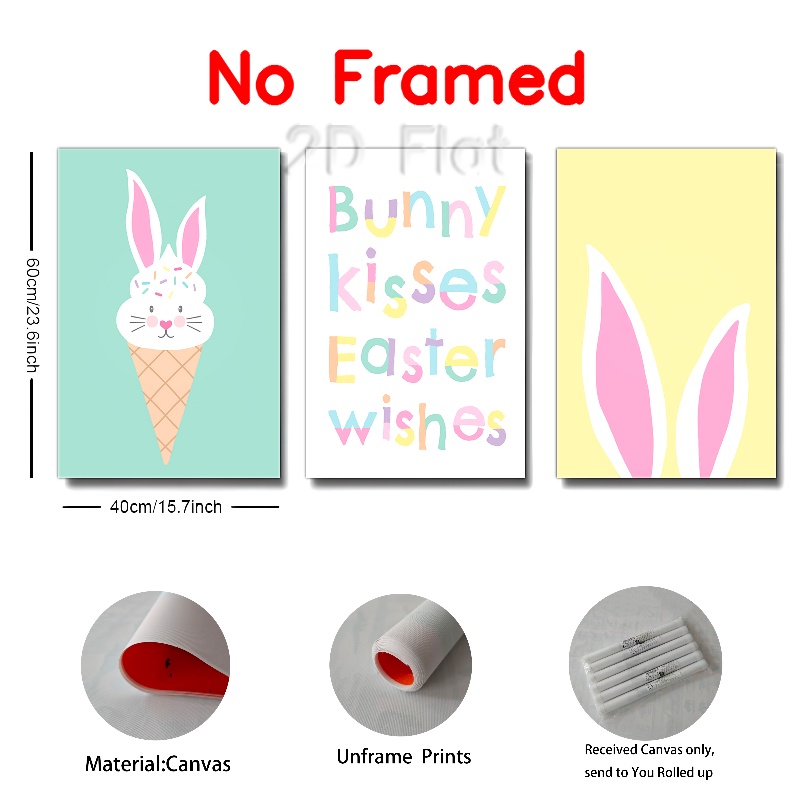 No Framed
2D Flat
Bunny
kisses
Easter
wishes
60cm/23.6inch
40cm/15.7inch
Material:Canvas
Unframe Prints
Received Canvas only,
send to You Rolled up